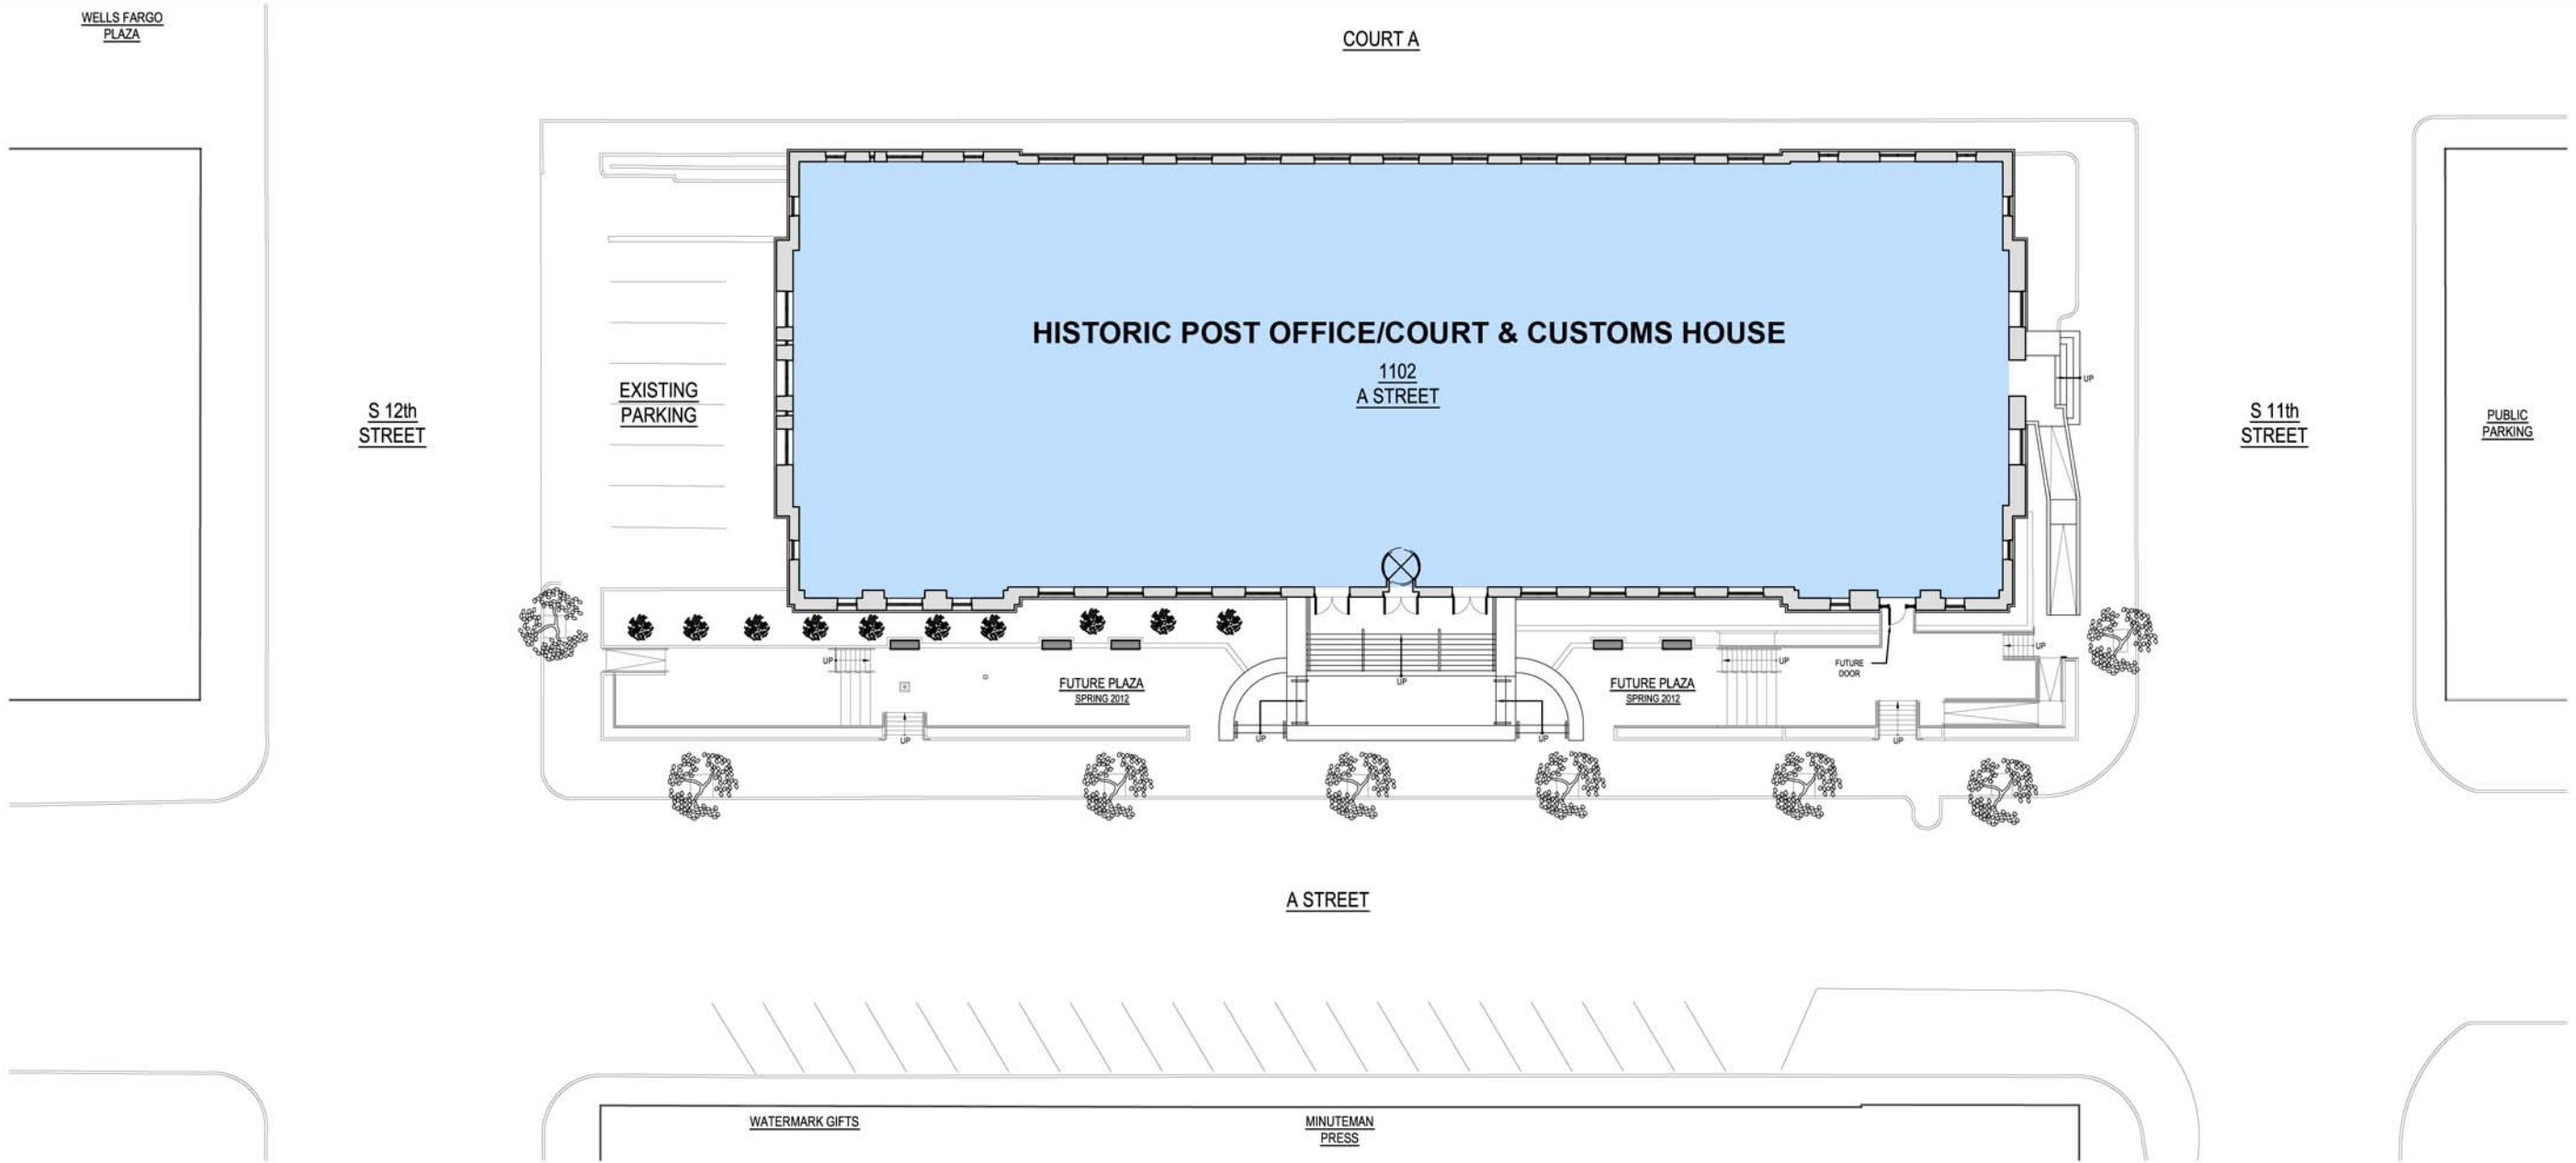 WELLS FARGO
PLAZA
COURT A
HISTORIC POST OFFICE/COURT & CUSTOMS HOUSE
1102
A STREET
EXISTING
PARKING
S 12th
STREET
S 11th
STREET
PUBLIC
PARKING
UP
UP
UP
UP
FUTURE
DOOR
FUTURE PLAZA
SPRING 2012
UP
FUTURE PLAZA
SPRING 2012
UP
UP
UP
UP
A STREET
WATERMARK GIFTS
MINUTEMAN
PRESS